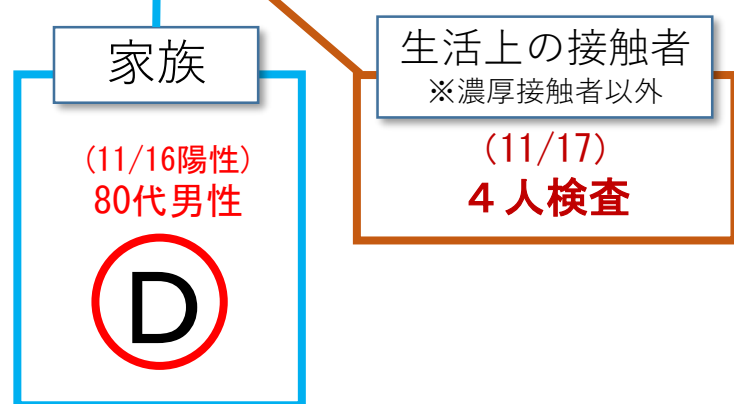 家族
(11/16陽性)
80代男性
D
生活上の接触者
※濃厚接触者以外
(11/17)
４人検査